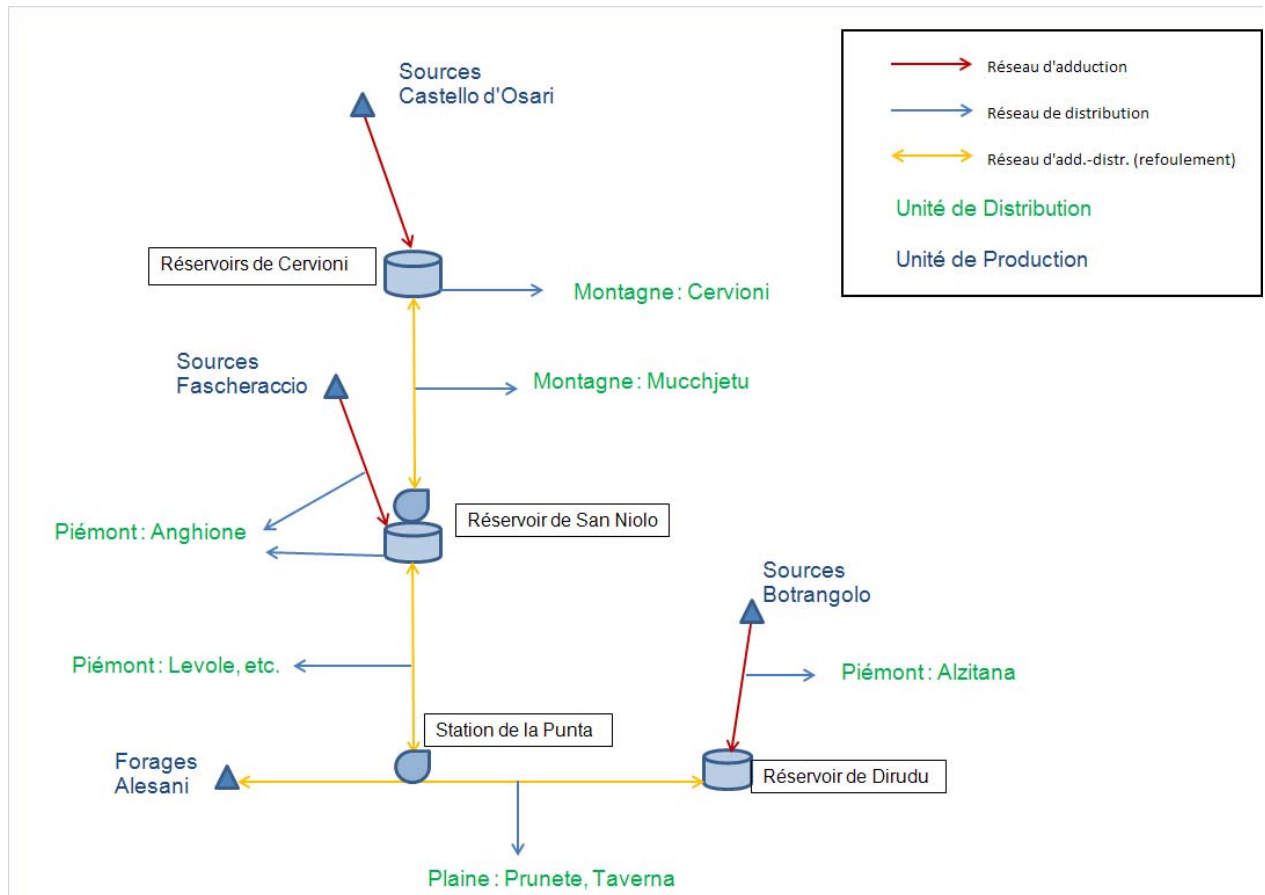 Sources
Castello d'Osari
Réseau d'adduction
Réseau de distribution
Réseau d'add.-distr. (refoulement)
Unité de Distribution
Unité de Production
Réservoirs de Cervioni
Montagne : Cervioni
Sources
Fascheraccio
Montagne : Mucchjetu
Réservoir de San Niolo
Piémont : Anghione
Sources
Botrangolo
Piémont : Levole, etc.
Piémont : Alzitana
Station de la Punta
Forages
Alesani
Réservoir de Dirudu
Plaine : Prunete, Taverna